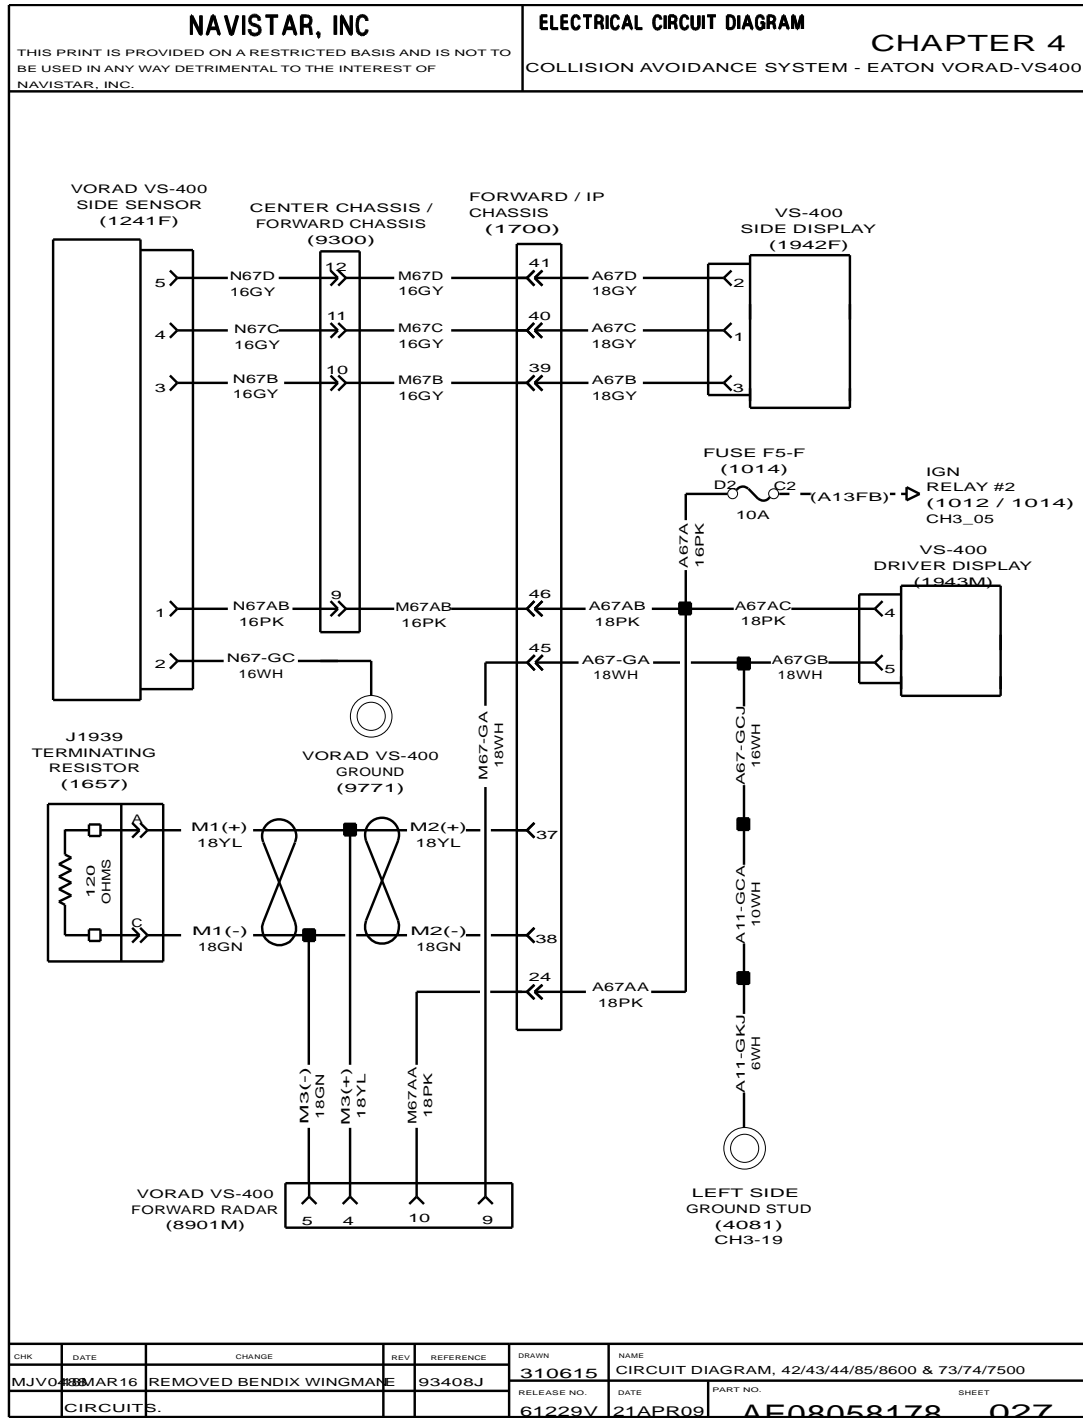 NAVISTAR, INC
THIS PRINT IS PROVIDED ON A RESTRICTED BASIS AND IS NOT TO
BE USED IN ANY WAY DETRIMENTAL TO THE INTEREST OF
NAVISTAR, INC.
ELECTRICAL CIRCUIT DIAGRAM
CHAPTER 4
COLLISION AVOIDANCE SYSTEM - EATON VORAD-VS400
VORAD VS-400
SIDE SENSOR
(1241F)
CENTER CHASSIS /
FORWARD CHASSIS
(9300)
FORWARD / IP
CHASSIS
(1700)
VS-400
SIDE DISPLAY
(1942F)
5
N67D
16GY
12
M67D
16GY
41
A67D
18GY
2
4
N67C
16GY
11
M67C
16GY
40
A67C
18GY
1
3
N67B
16GY
10
M67B
16GY
39
A67B
18GY
3
FUSE F5-F
(1014)
D2
C2
10A
(A13FB)
IGN
RELAY #2
(1012 / 1014)
CH3_05
A67A
16PK
VS-400
DRIVER DISPLAY
(1943M)
1
N67AB
16PK
9
M67AB
16PK
46
A67AB
18PK
A67AC
18PK
4
2
N67-GC
16WH
45
A67-GA
18WH
A67GB
18WH
5
M67-GA
18WH
A67-GCJ
16WH
VORAD VS-400
GROUND
(9771)
J1939
TERMINATING
RESISTOR
(1657)
120
OHMS
A
M1(+)
18YL
M2(+)
18YL
37
C
M1(-)
18GN
M2(-)
18GN
38
A11-GCA
10WH
24
A67AA
18PK
A11-GKJ
6WH
M3(-)
18GN
M3(+)
18YL
M67AA
18PK
VORAD VS-400
FORWARD RADAR
(8901M)
5
4
10
9
LEFT SIDE
GROUND STUD
(4081)
CH3-19
CHK
DATE
CHANGE
REV
REFERENCE
DRAWN
310615
NAME
CIRCUIT DIAGRAM, 42/43/44/85/8600 & 73/74/7500
REMOVED BENDIX WINGMAN
E
93408J
CIRCUITS.
RELEASE NO.
61229V
DATE
21APR09
PART NO.
AE08058178
SHEET
027